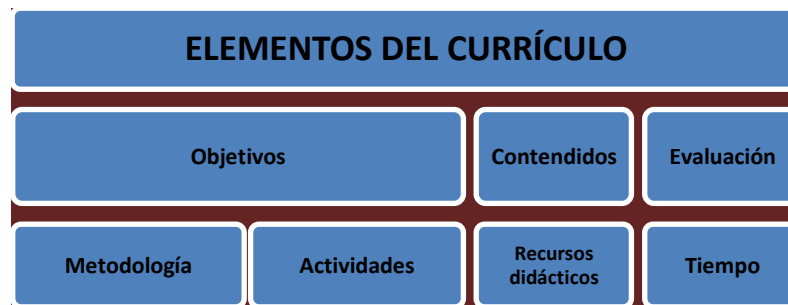 ELEMENTOS DEL CURRÍCULO
Objetivos
Contendidos
Evaluación
Metodología
Actividades
Recursos
didácticos
Tiempo